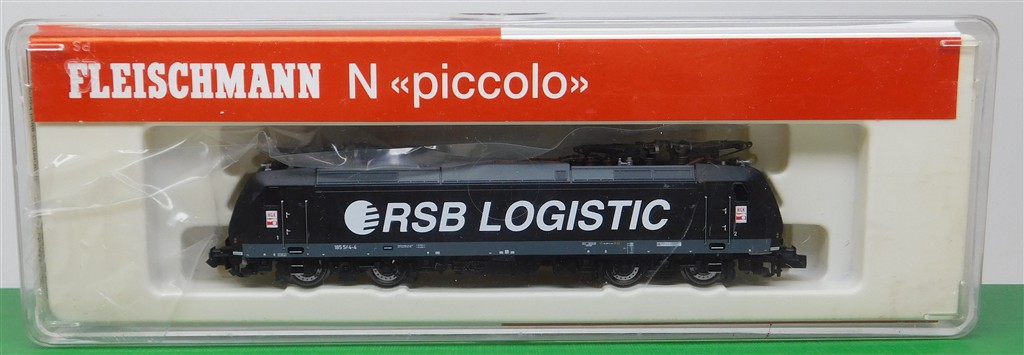 FLEISCHMANN N «piccolo»
RSB LOGISTIC